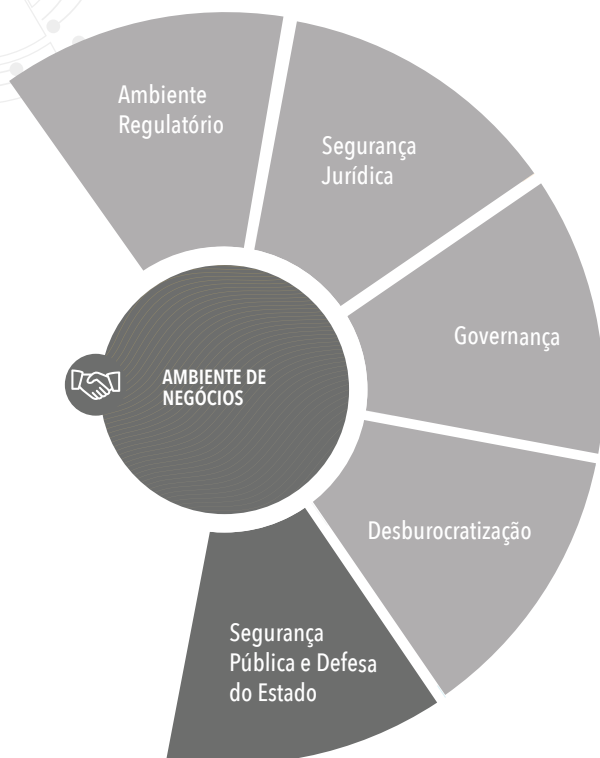 Ambiente
Regulatório
Segurança
Jurídica
Governança
AMBIENTE DE
NEGÓCIOS
Desburocratização
Segurança
Pública e Defesa
do Estado